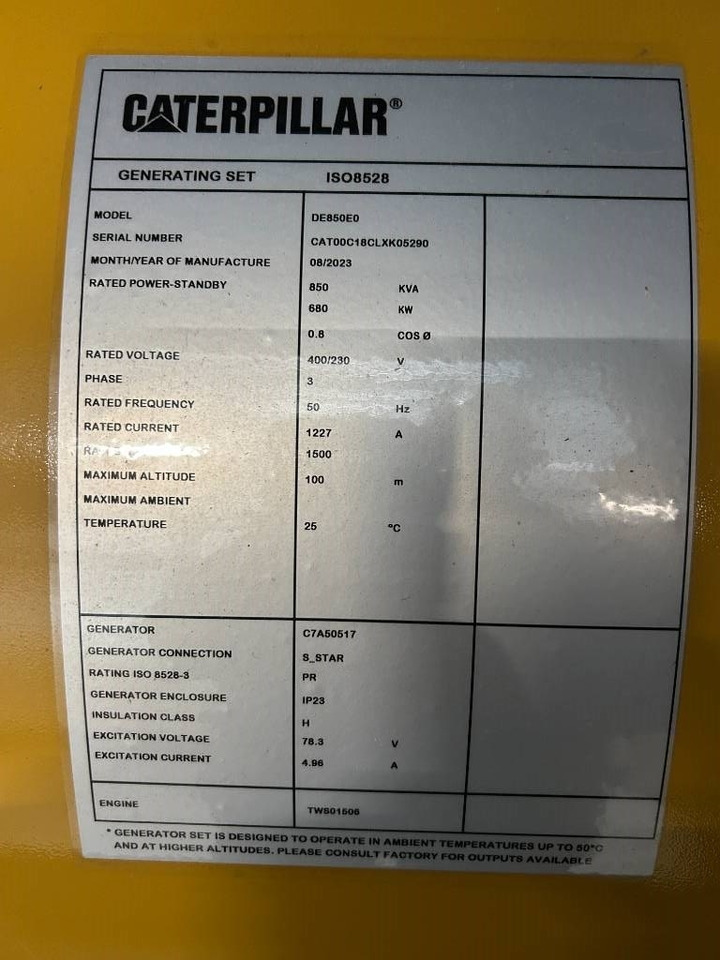 CATERPILLAR®
GENERATING SET ISO8528
MODEL DE850E0
SERIAL NUMBER CAT00C18CLXK05290
MONTH/YEAR OF MANUFACTURE 08/2023
RATED POWER-STANDBY 850 KVA
680 KW
0.8 COS Ø
RATED VOLTAGE 400/230 V
PHASE 3
RATED FREQUENCY 50 Hz
RATED CURRENT 1227 A
1500
MAXIMUM ALTITUDE 100 m
MAXIMUM AMBIENT
TEMPERATURE 25 °C
GENERATOR C7A50517
GENERATOR CONNECTION S_STAR
RATING ISO 8528-3 PR
GENERATOR ENCLOSURE IP23
INSULATION CLASS H
EXCITATION VOLTAGE 78.3 V
EXCITATION CURRENT 4.96 A
ENGINE TWS01506
* GENERATOR SET IS DESIGNED TO OPERATE IN AMBIENT TEMPERATURES UP TO 50°C
AND AT HIGHER ALTITUDES. PLEASE CONSULT FACTORY FOR OUTPUTS AVAILABLE